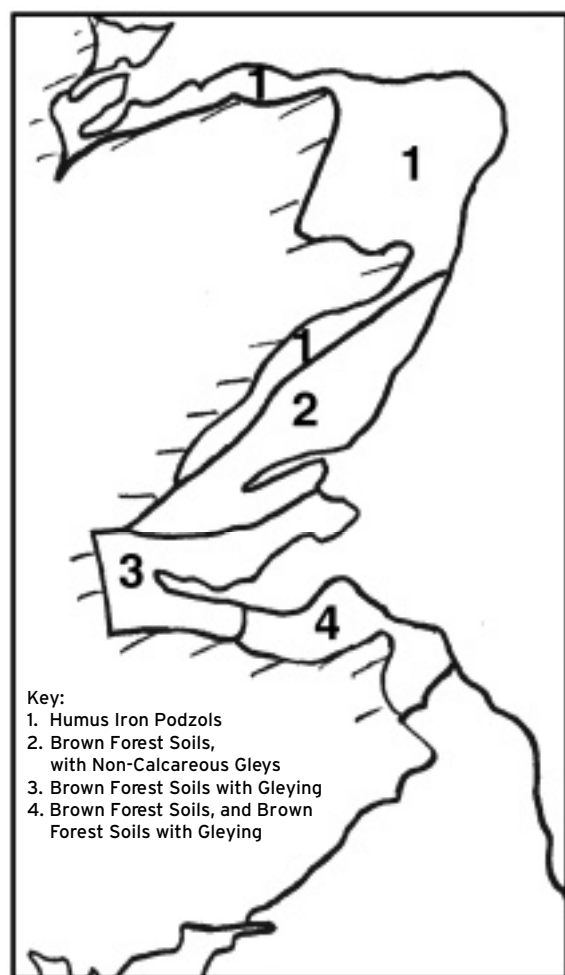 1
1
1
2
3
4
Key:
1. Humus Iron Podzols
2. Brown Forest Soils,
with Non-Calcareous Gleys
3. Brown Forest Soils with Gleying
4. Brown Forest Soils, and Brown
Forest Soils with Gleying